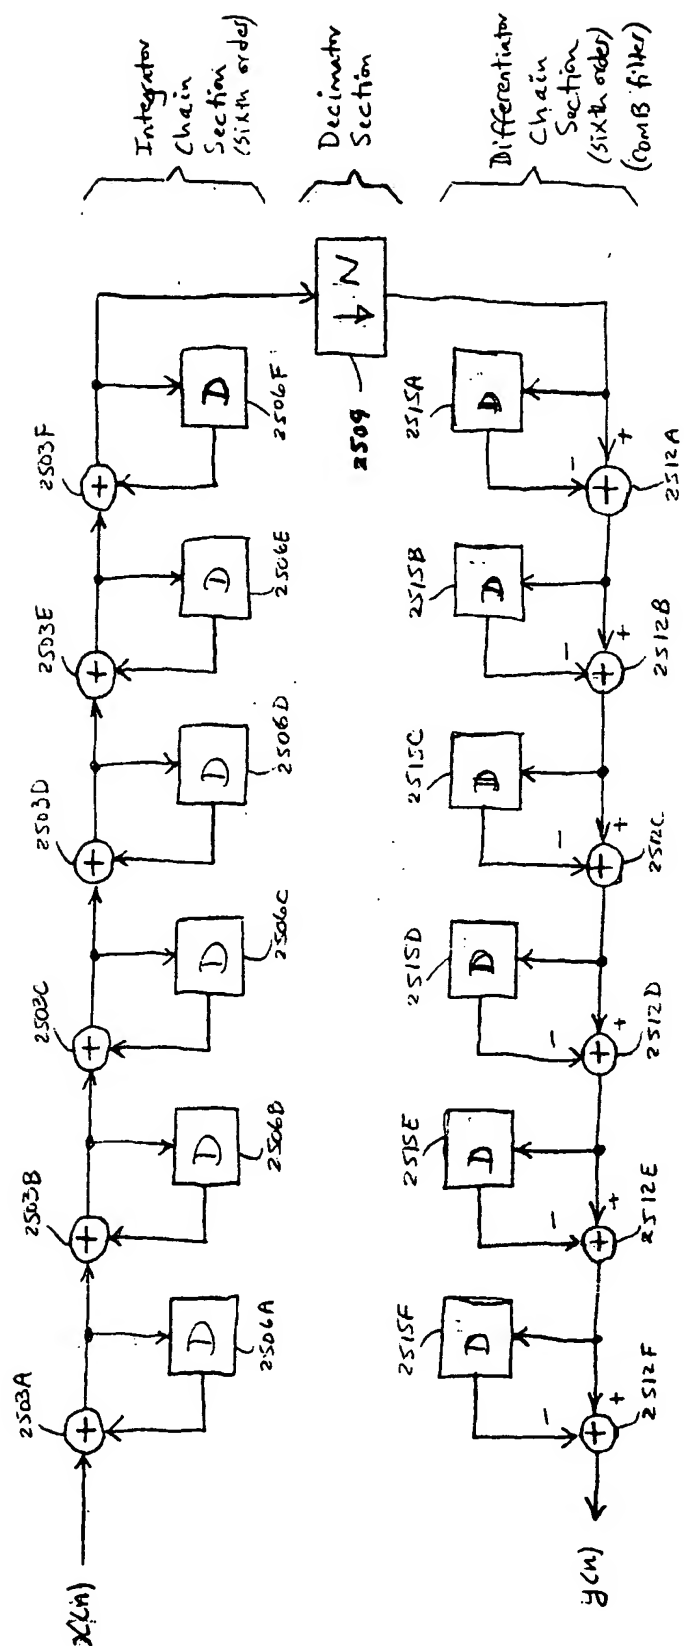 x(n)
2503A
2503B
2503C
2503D
2503E
2503F
+
+
+
+
+
+
D
D
D
D
D
D
2506A
2506B
2506C
2506D
2506E
2506F
Integrator
Chain
Section
(sixth order)
↓ N
2509
Decimator
Section
2515F
2515E
2515D
2515C
2515B
2515A
D
D
D
D
D
D
-
-
-
-
-
-
+
+
+
+
+
+
+
+
+
+
+
+
2512F
2512E
2512D
2512C
2512B
2512A
y(n)
Differentiator
Chain
Section
(sixth order)
(COMB filter)